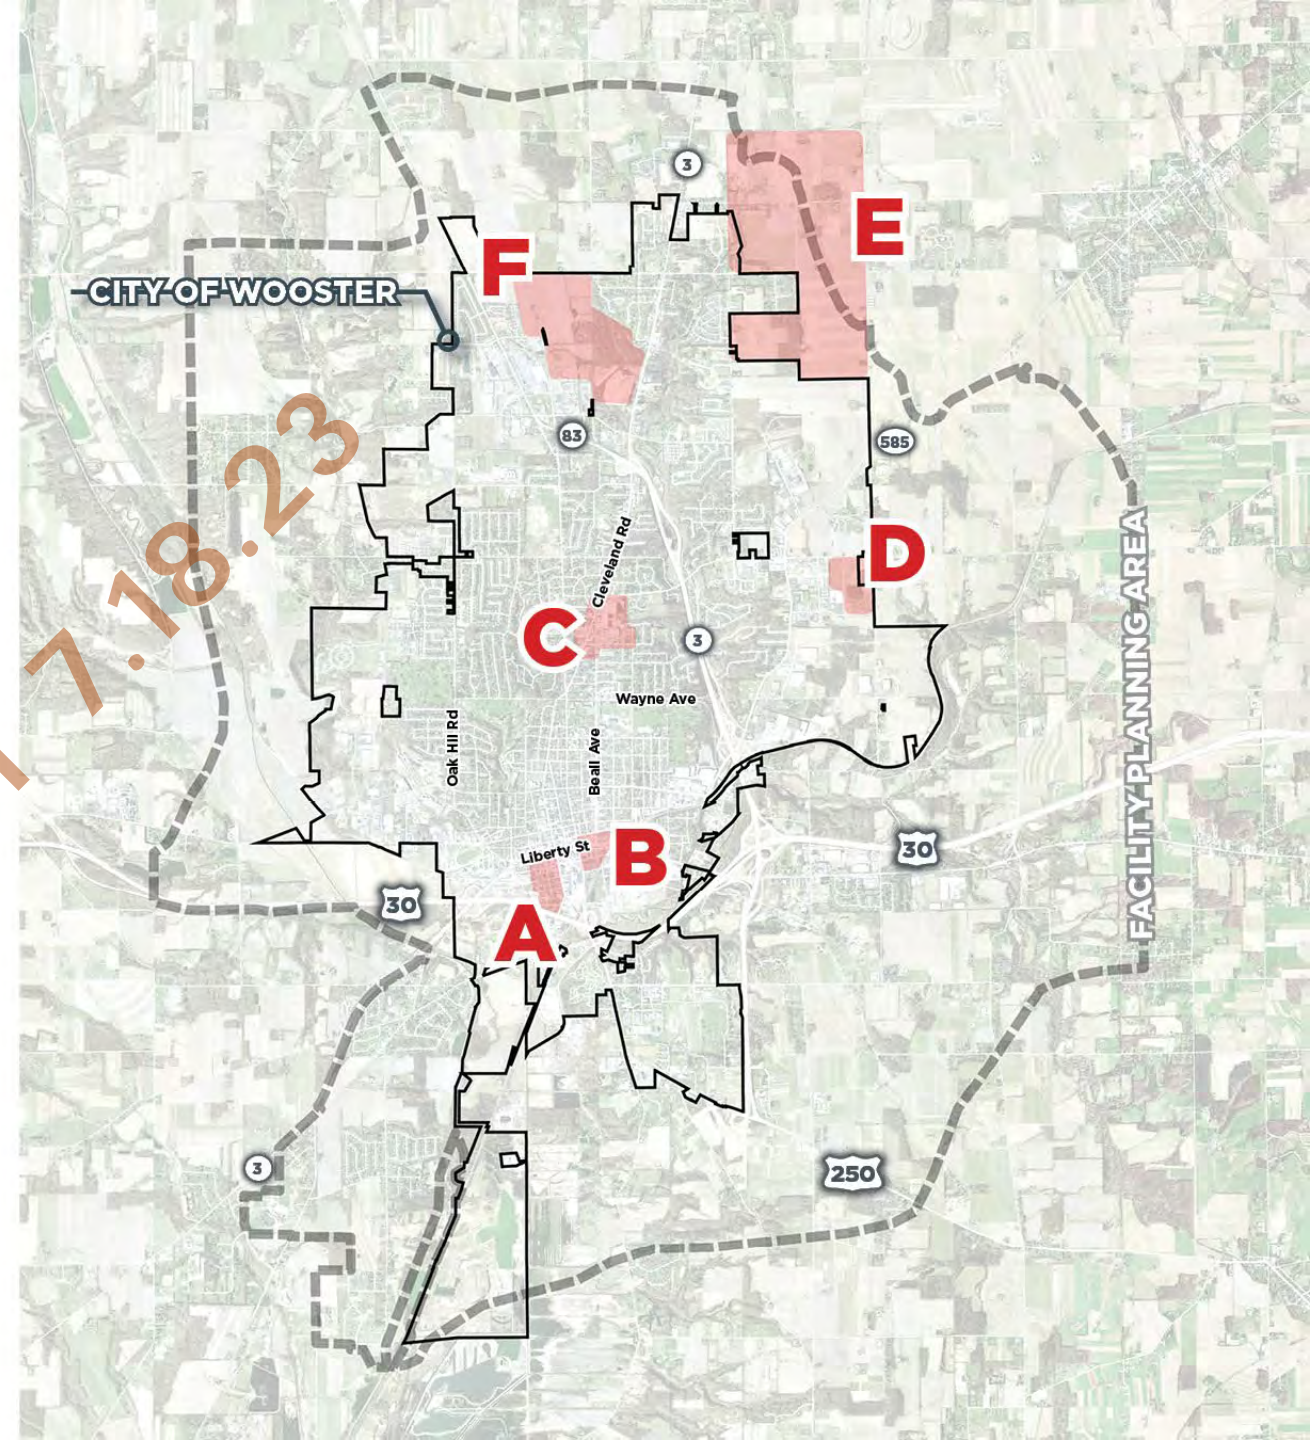 3
E
F
CITY OF WOOSTER
83
585
7.18.23
Cleveland Rd
D
C
3
Wayne Ave
FACILITY PLANNING AREA
Oak Hll Rd
Beall Ave
Liberty St
B
30
30
A
3
250